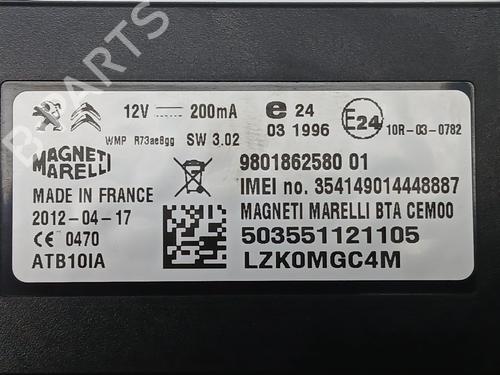 B-PARTS
12V 200mA e 24 E24
03 1996 10R-03-0782
WMP R73ae8gg SW 3.02
MAGNETI
MARELLI
9801862580 01
IMEI no. 354149014448887
MADE IN FRANCE
MAGNETI MARELLI BTA CEM00
2012-04-17
503551121105
CE 0470
ATB10IA
LZK0MGC4M